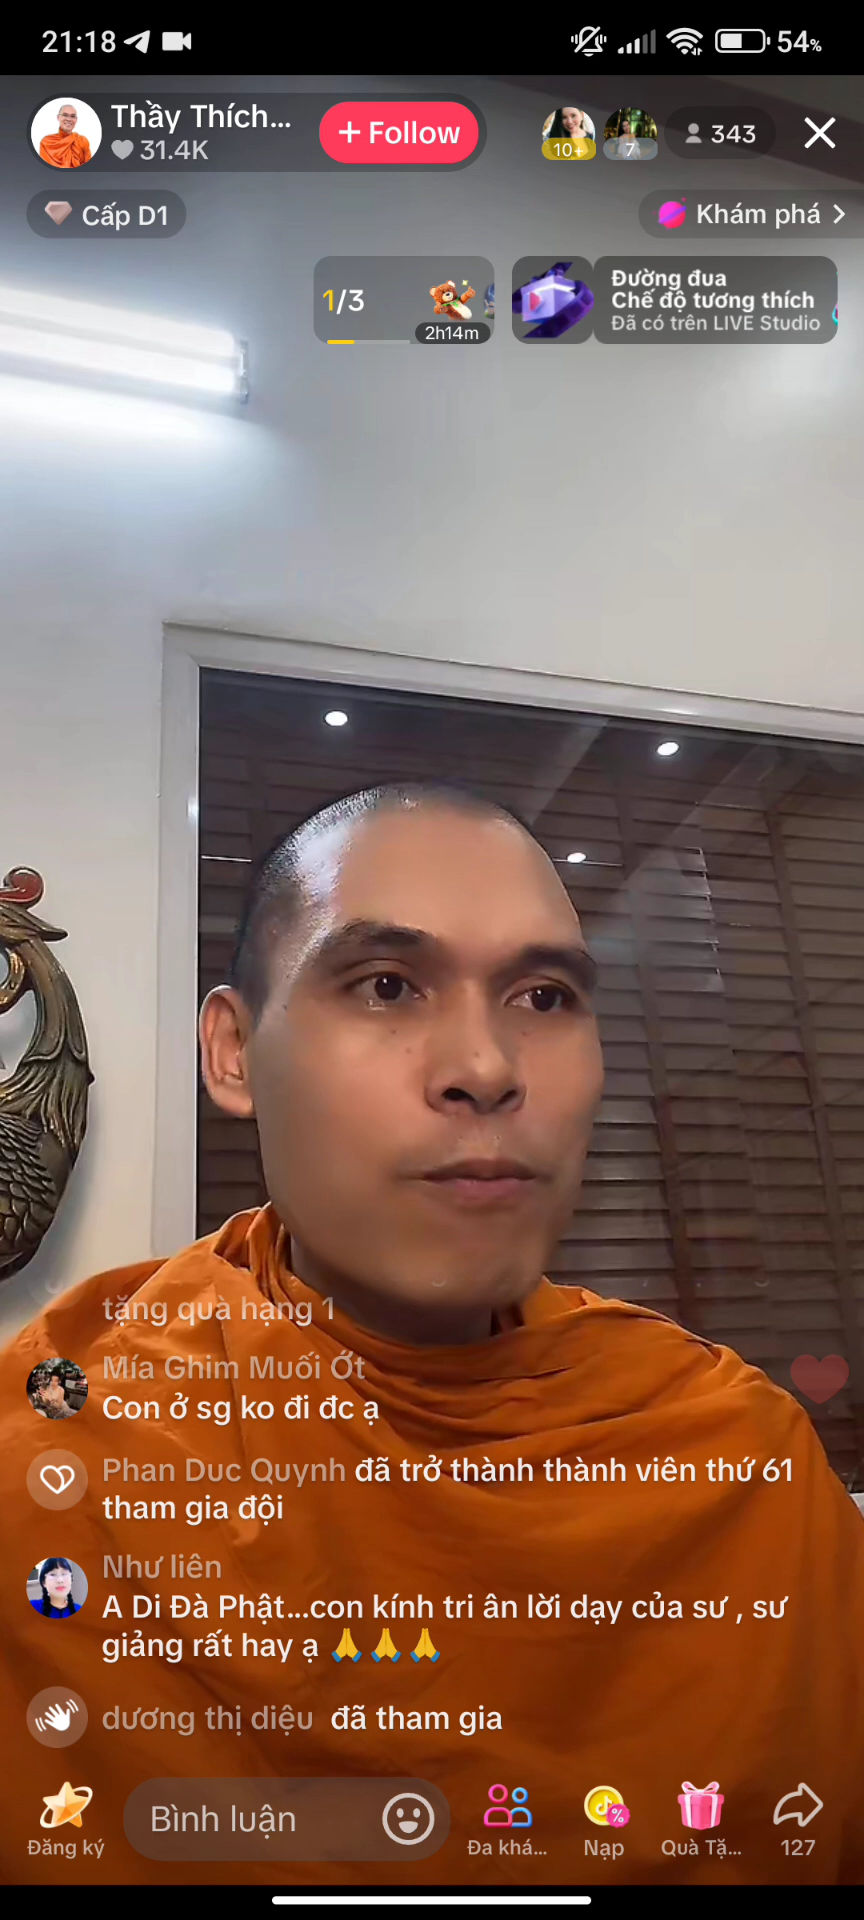 21:18
54%
Thầy Thích...
31.4K
+ Follow
10+
7
343
Cấp D1
Khám phá
1/3
2h14m
Đường đua
Chế độ tương thích
Đã có trên LIVE Studio
tặng quà hạng 1
Mía Ghim Muối Ớt
Con ở sg ko đi đc ạ
Phan Duc Quynh đã trở thành thành viên thứ 61
tham gia đội
Như liên
A Di Đà Phật...con kính tri ân lời dạy của sư , sư
giảng rất hay ạ 🙏🙏🙏
dương thị diệu đã tham gia
Bình luận
Đăng ký
Đa khá...
Nạp
Quà Tặ...
127